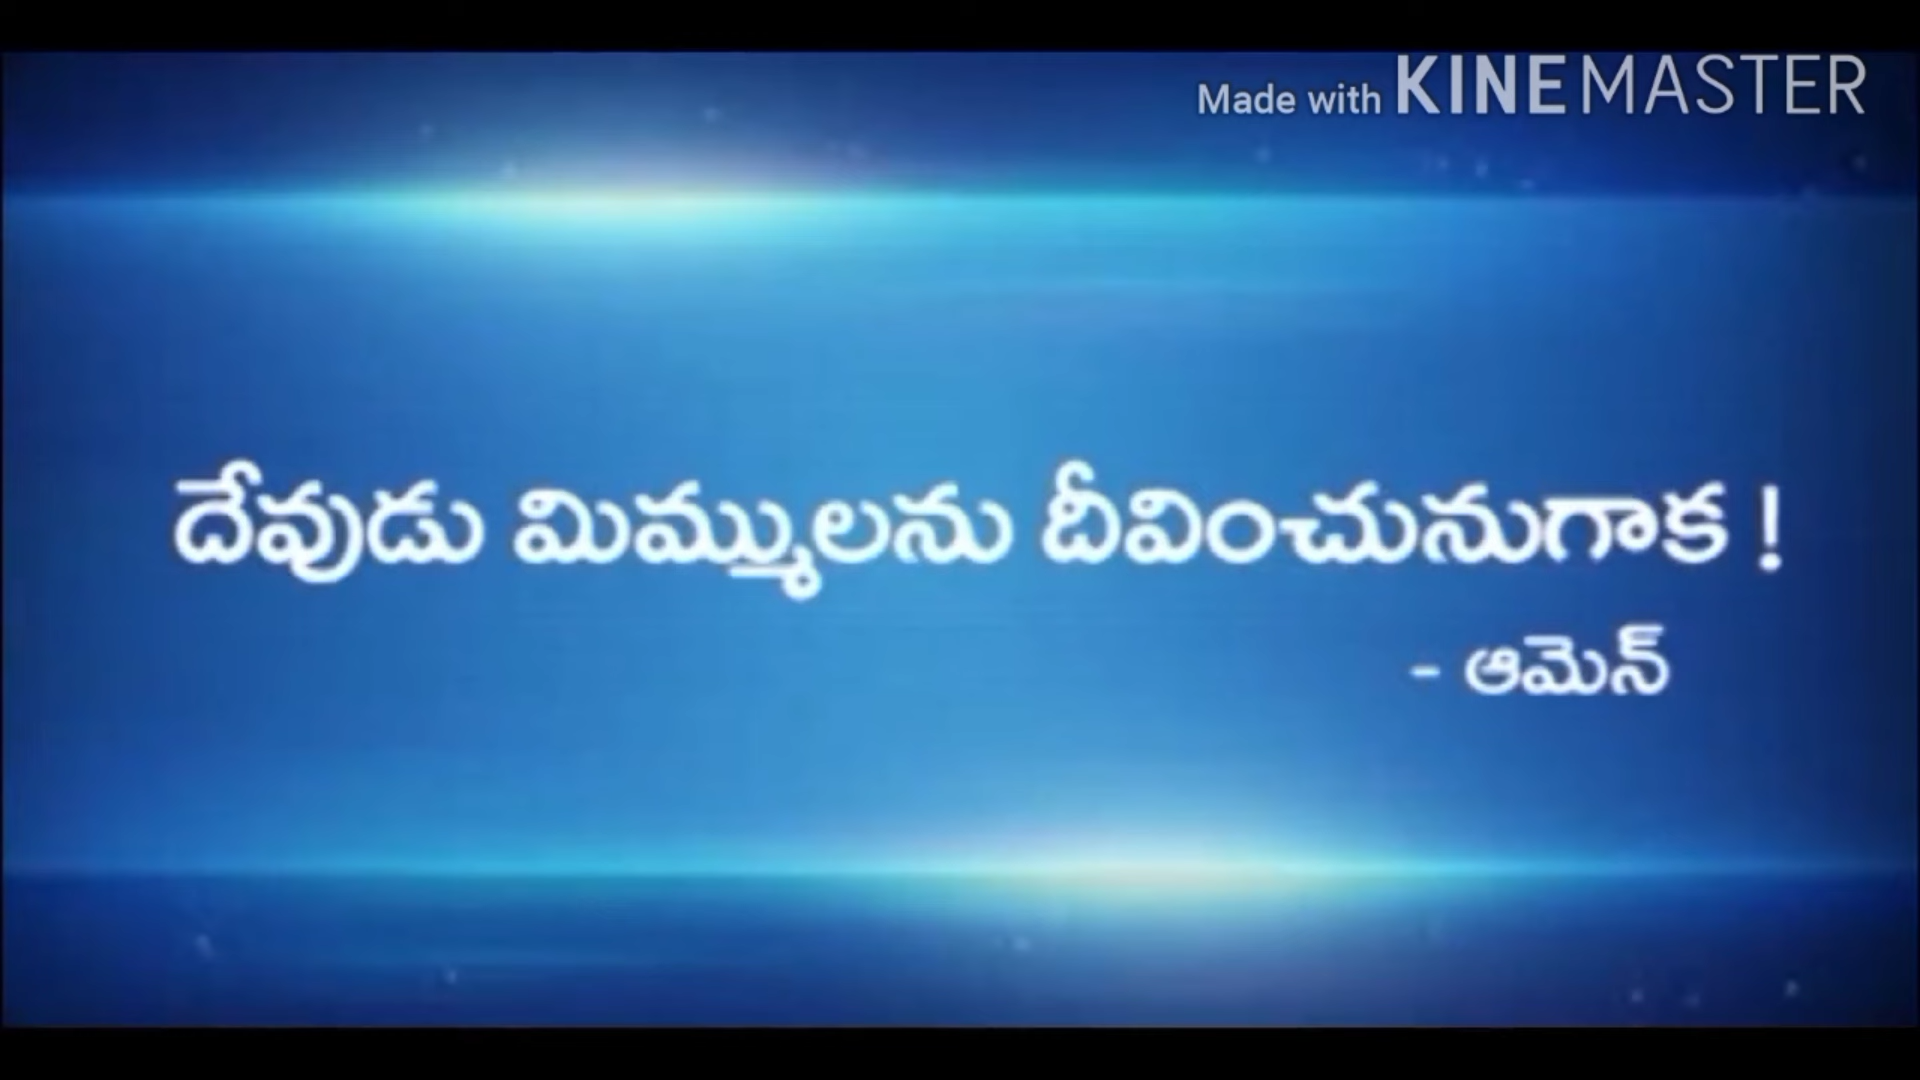 Made with KINEMASTER
దేవుడు మిమ్ములను దీవించునుగాక !
- ఆమెన్